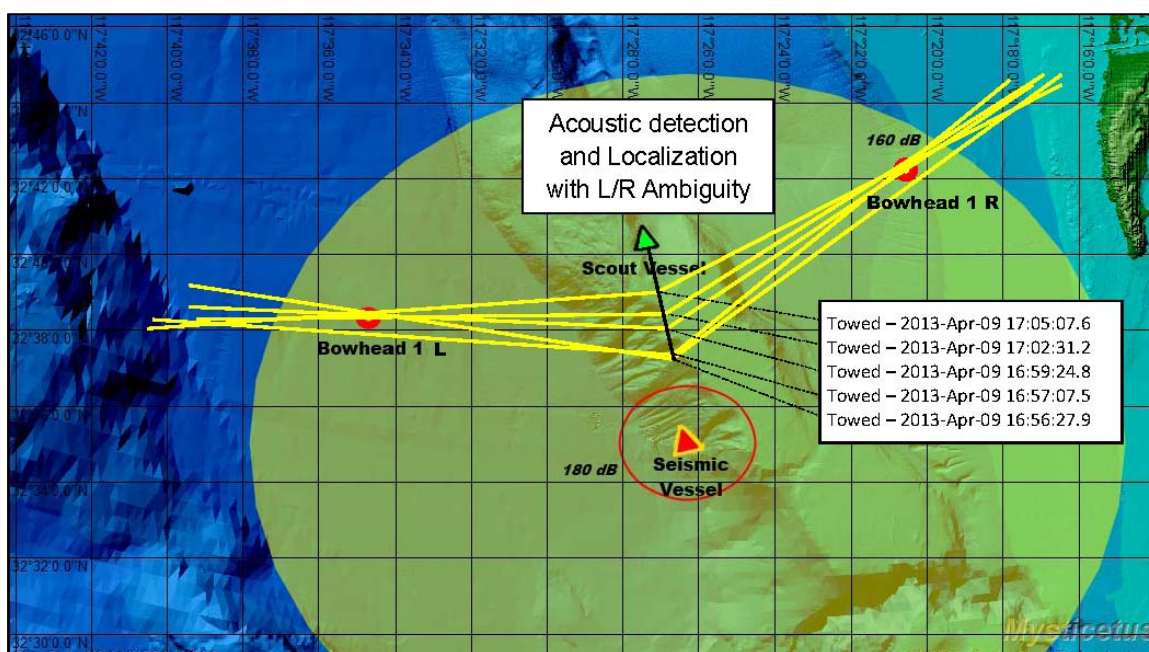 32°46'0.0"N
117°42'0.0"W
117°40'0.0"W
117°34'0.0"W
117°32'0.0"W
117°28'0.0"W
117°26'0.0"W
117°24'0.0"W
117°22'0.0"W
117°20'0.0"W
117°18'0.0"W
117°16'0.0"W
Acoustic detection
and Localization
with L/R Ambiguity
160 dB
32°42'0.0"N
Bowhead 1 R
Scout Vessel
Towed – 2013-Apr-09 17:05:07.6
32°38'0.0"N
Bowhead 1 L
Towed – 2013-Apr-09 17:02:31.2
Towed – 2013-Apr-09 16:59:24.8
Towed – 2013-Apr-09 16:57:07.5
Towed – 2013-Apr-09 16:56:27.9
180 dB
Seismic
Vessel
32°34'0.0"N
32°32'0.0"N
32°30'0.0"N
Mysticetus